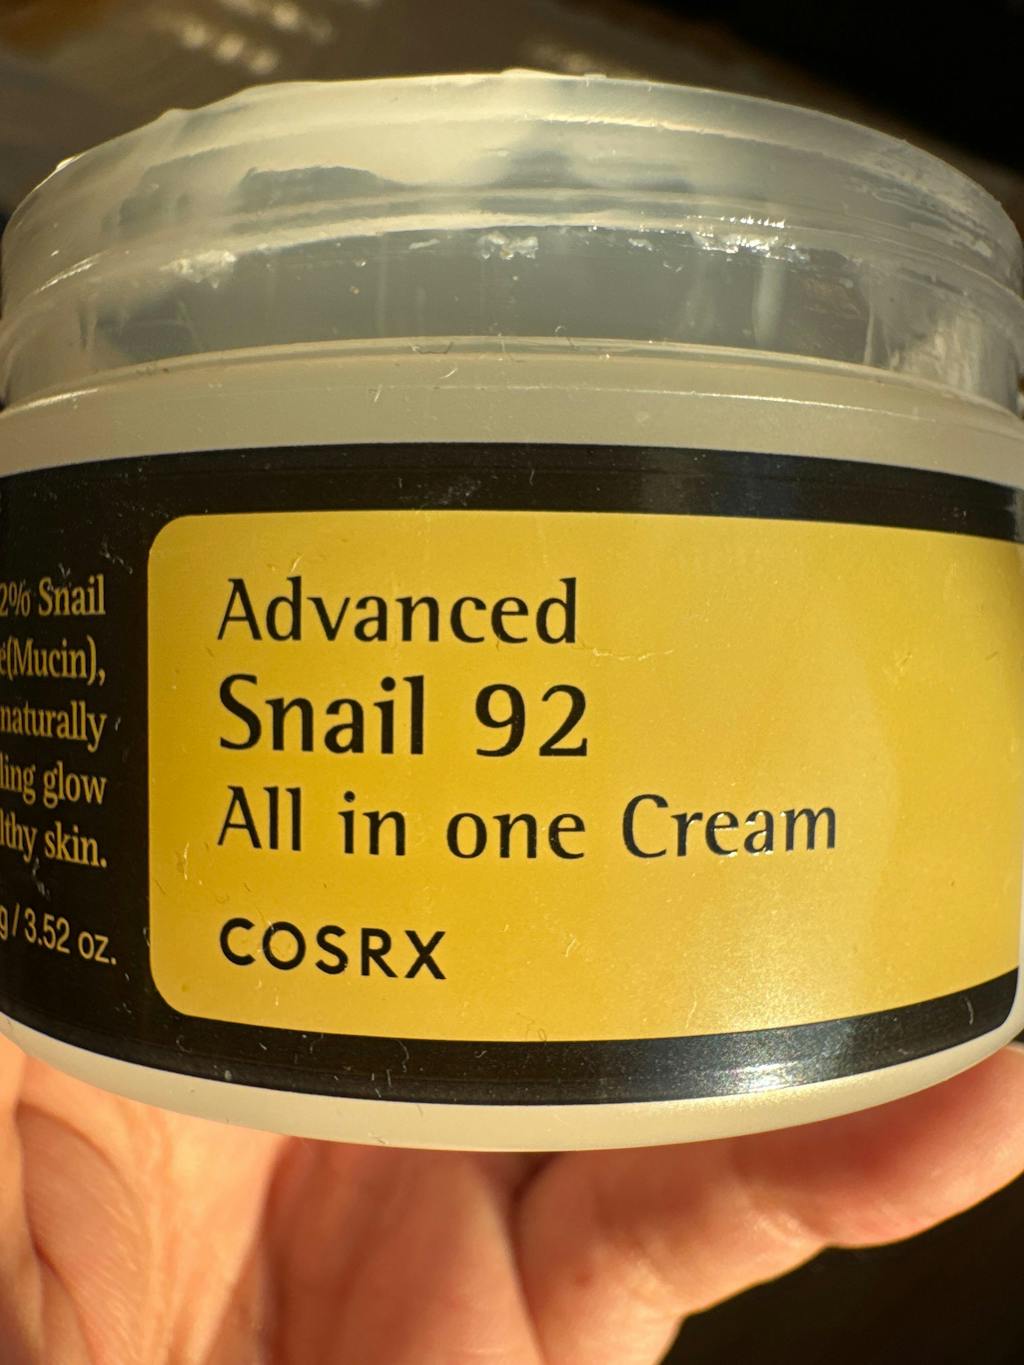 2% Snail
e(Mucin),
naturally
ling glow
lthy skin.
g / 3.52 oz.
Advanced
Snail 92
All in one Cream
COSRX